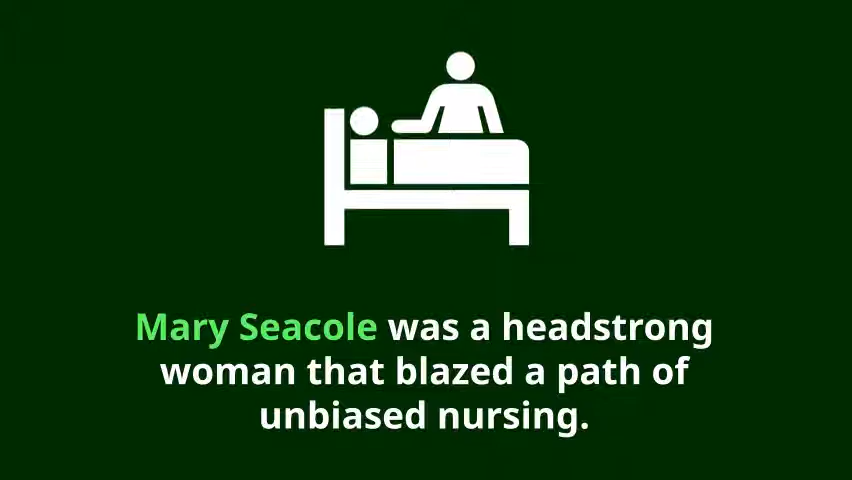 Mary Seacole was a headstrong
woman that blazed a path of
unbiased nursing.